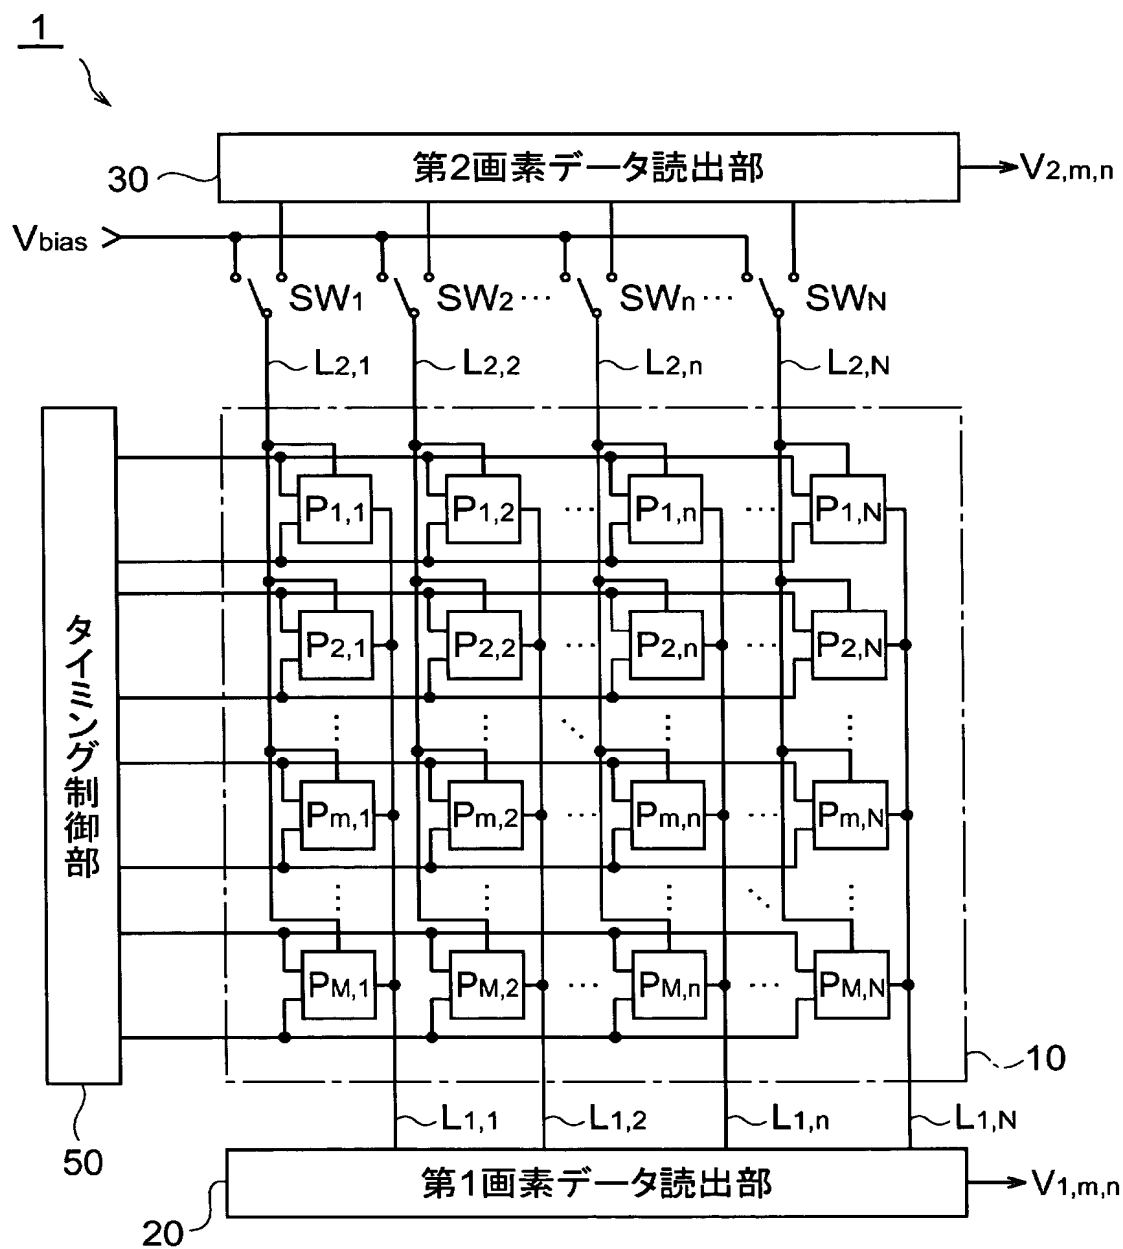 1
第2画素データ読出部
30
V2,m,n
Vbias
SW1 SW2 ··· SWn ··· SWN
L2,1 L2,2 L2,n L2,N
P1,1 P1,2 ··· P1,n ··· P1,N
P2,1 P2,2 ··· P2,n ··· P2,N
タイミング制御部
Pm,1 Pm,2 ··· Pm,n ··· Pm,N
PM,1 PM,2 ··· PM,n ··· PM,N
10
50
L1,1 L1,2 L1,n L1,N
第1画素データ読出部
V1,m,n
20